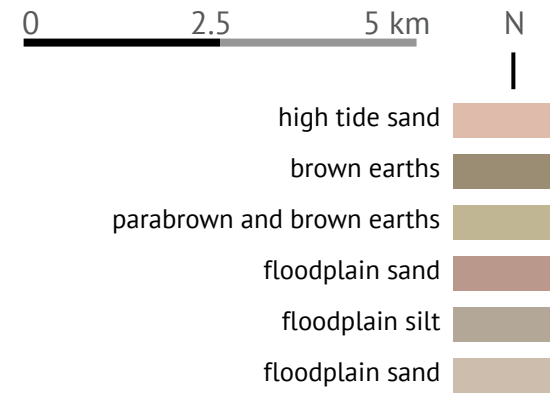 0 2.5 5 km N
high tide sand
brown earths
parabrown and brown earths
floodplain sand
floodplain silt
floodplain sand